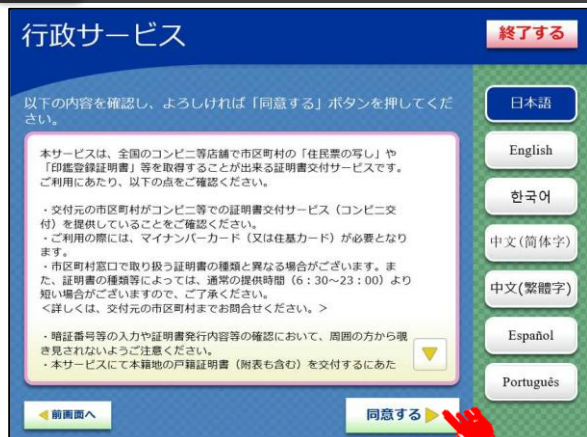 行政サービス
終了する
以下の内容を確認し、よろしければ「同意する」ボタンを押してくだ
さい。
本サービスは、全国のコンビニ等店舗で市区町村の「住民票の写し」や
「印鑑登録証明書」等を取得することが出来る証明書交付サービスです。
ご利用にあたり、以下の点をご確認ください。
・交付元の市区町村がコンビニ等での証明書交付サービス（コンビニ交
付）を提供していることをご確認ください。
・ご利用の際には、マイナンバーカード（又は住基カード）が必要となり
ます。
・市区町村窓口で取り扱う証明書の種類と異なる場合がございます。ま
た、証明書の種類等によっては、通常の提供時間（6：30～23：00）より
短い場合がございますので、ご了承ください。
＜詳しくは、交付元の市区町村までお問合せください。＞
・暗証番号等の入力や証明書発行内容等の確認において、周囲の方から覗
き見されないようご注意ください。
・本サービスにて本籍地の戸籍証明書（附表も含む）を交付するにあた
前画面へ
同意する
日本語
English
한국어
中文(简体字)
中文(繁體字)
Español
Português